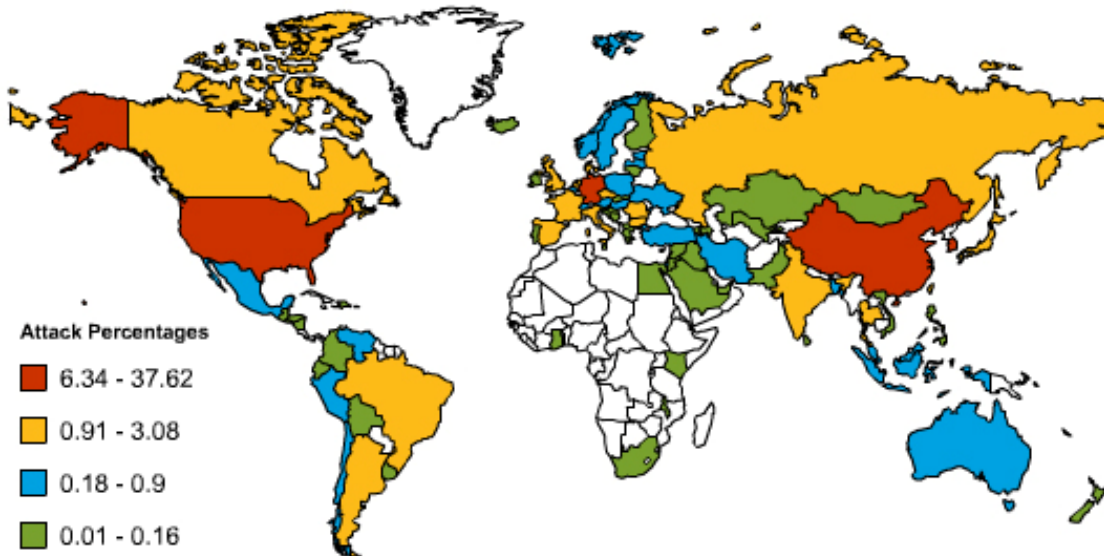 Attack Percentages
6.34 - 37.62
0.91 - 3.08
0.18 - 0.9
0.01 - 0.16